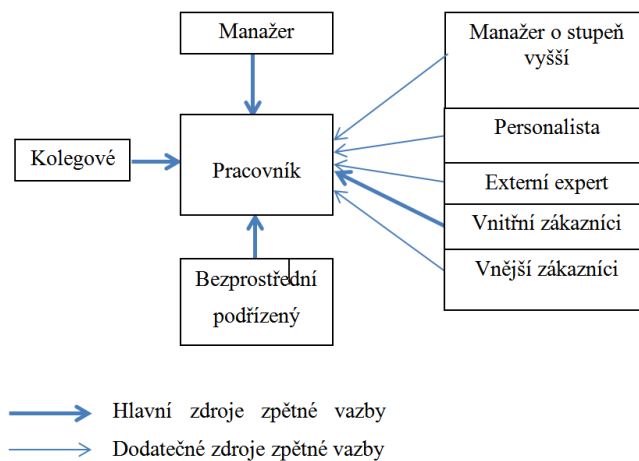 Manažer
Manažer o stupeň
vyšší
Kolegové
Pracovník
Personalista
Externí expert
Vnitřní zákazníci
Vnější zákazníci
Bezprostřední
podřízený
Hlavní zdroje zpětné vazby
Dodatečné zdroje zpětné vazby